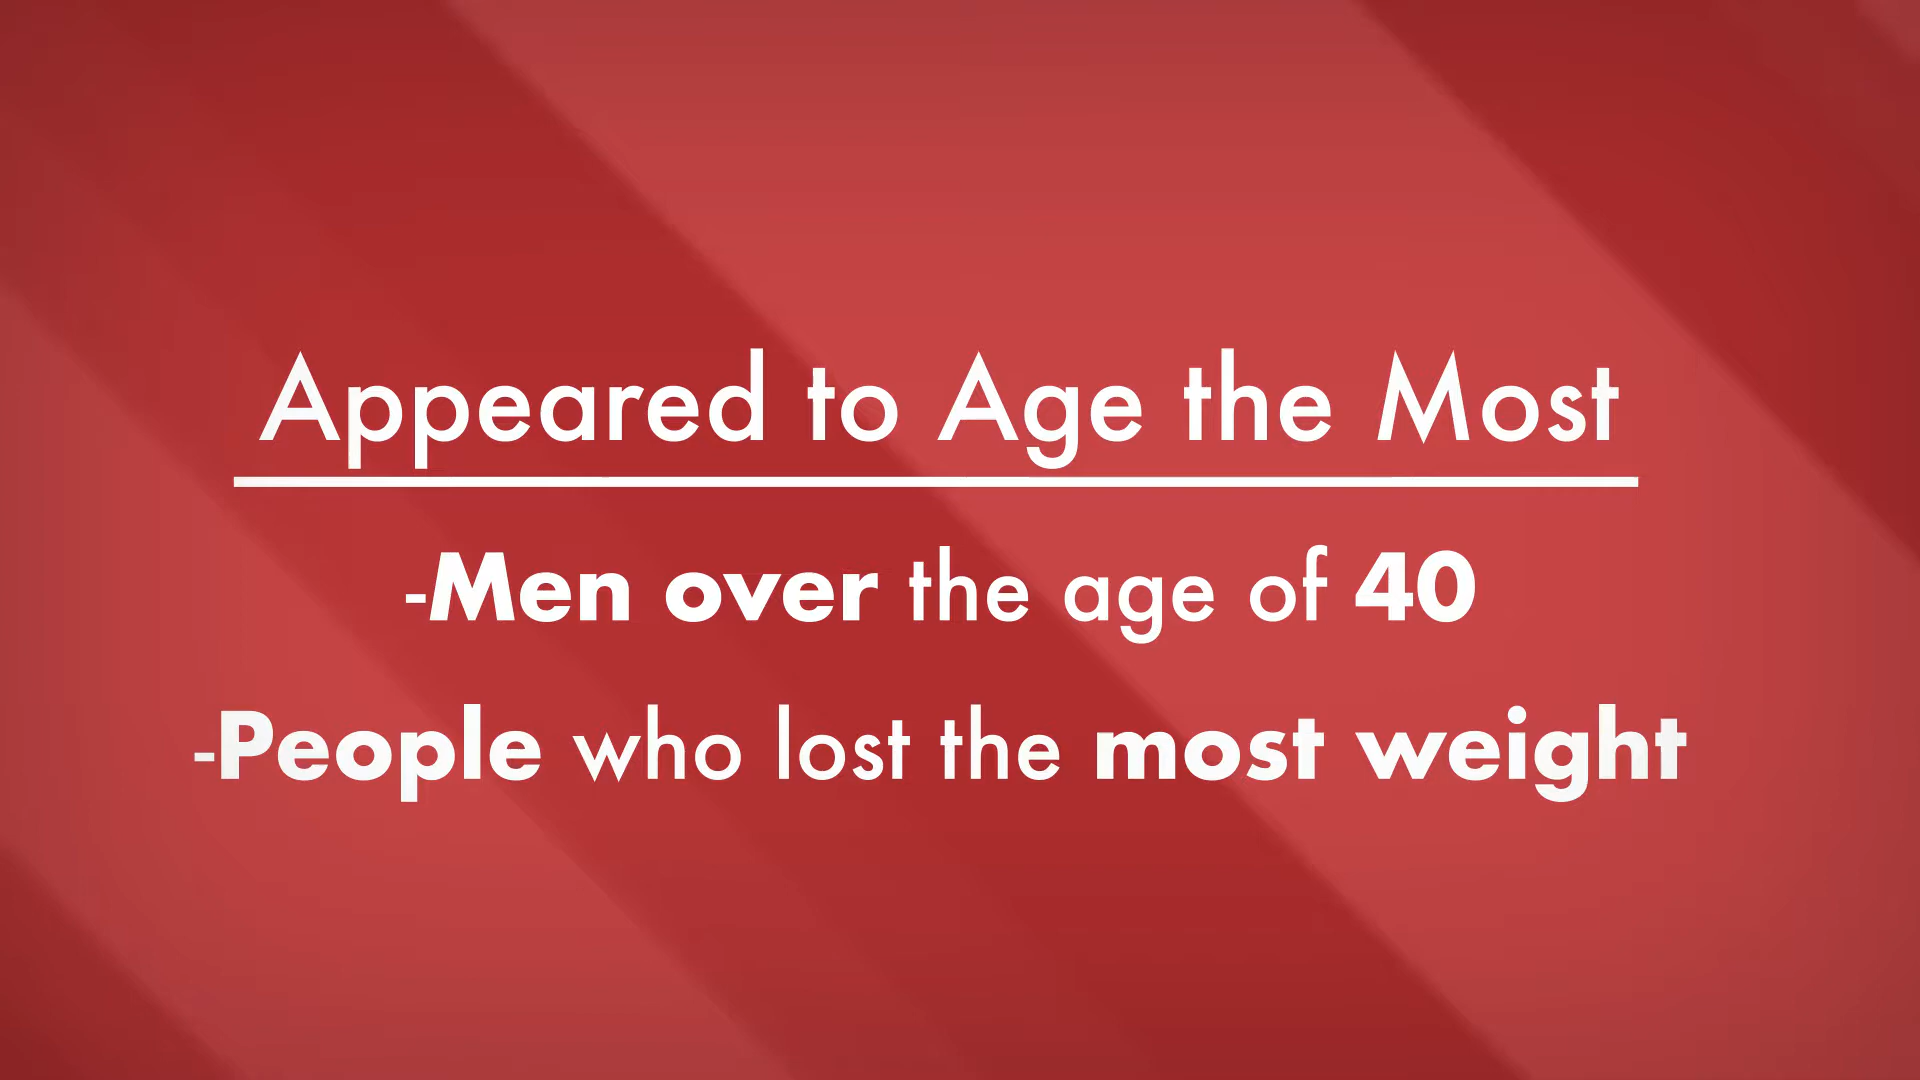 Appeared to Age the Most
-Men over the age of 40
-People who lost the most weight